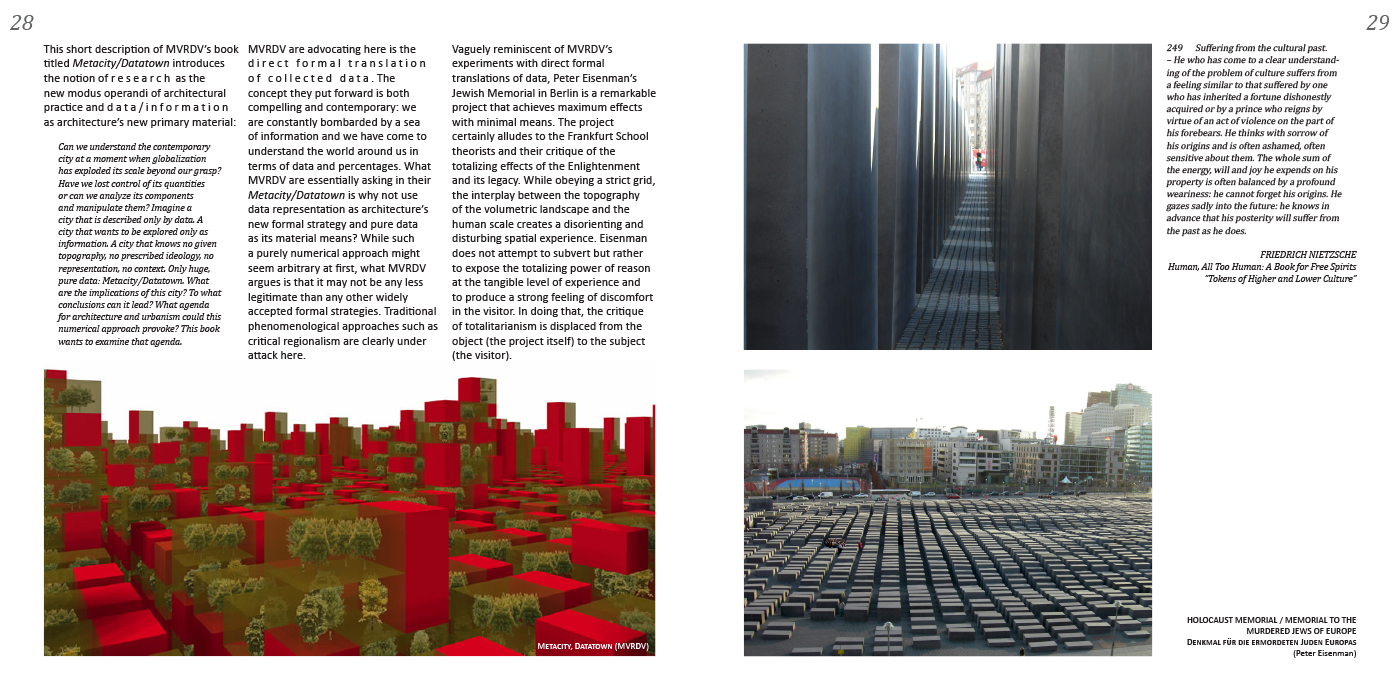 28
This short description of MVRDV's book
titled Metacity/Datatown introduces
the notion of research as the
new modus operandi of architectural
practice and data/information
as architecture's new primary material:
Can we understand the contemporary
city at a moment when globalization
has exploded its scale beyond our grasp?
Have we lost control of its quantities
or can we analyze its components
and manipulate them? Imagine a
city that is described only by data. A
city that wants to be explored only as
information. A city that knows no given
topography, no prescribed ideology, no
representation, no context. Only huge,
pure data: Metacity/Datatown. What
are the implications of this city? To what
conclusions can it lead? What agenda
for architecture and urbanism could this
numerical approach provoke? This book
wants to examine that agenda.
MVRDV are advocating here is the
direct formal translation
of collected data. The
concept they put forward is both
compelling and contemporary: we
are constantly bombarded by a sea
of information and we have come to
understand the world around us in
terms of data and percentages. What
MVRDV are essentially asking in their
Metacity/Datatown is why not use
data representation as architecture's
new formal strategy and pure data
as its material means? While such
a purely numerical approach might
seem arbitrary at first, what MVRDV
argues is that it may not be any less
legitimate than any other widely
accepted formal strategies. Traditional
phenomenological approaches such as
critical regionalism are clearly under
attack here.
Vaguely reminiscent of MVRDV's
experiments with direct formal
translations of data, Peter Eisenman's
Jewish Memorial in Berlin is a remarkable
project that achieves maximum effects
with minimal means. The project
certainly alludes to the Frankfurt School
theorists and their critique of the
totalizing effects of the Enlightenment
and its legacy. While obeying a strict grid,
the interplay between the topography
of the volumetric landscape and the
human scale creates a disorienting and
disturbing spatial experience. Eisenman
does not attempt to subvert but rather
to expose the totalizing power of reason
at the tangible level of experience and
to produce a strong feeling of discomfort
in the visitor. In doing that, the critique
of totalitarianism is displaced from the
object (the project itself) to the subject
(the visitor).
Metacity, Datatown (MVRDV)
29
249 Suffering from the cultural past.
– He who has come to a clear understand-
ing of the problem of culture suffers from
a feeling similar to that suffered by one
who has inherited a fortune dishonestly
acquired or by a prince who reigns by
virtue of an act of violence on the part of
his forebears. He thinks with sorrow of
his origins and is often ashamed, often
sensitive about them. The whole sum of
the energy, will and joy he expends on his
property is often balanced by a profound
weariness: he cannot forget his origins. He
gazes sadly into the future: he knows in
advance that his posterity will suffer from
the past as he does.
FRIEDRICH NIETZSCHE
Human, All Too Human: A Book for Free Spirits
"Tokens of Higher and Lower Culture"
HOLOCAUST MEMORIAL / MEMORIAL TO THE
MURDERED JEWS OF EUROPE
Denkmal für die ermordeten Juden Europas
(Peter Eisenman)